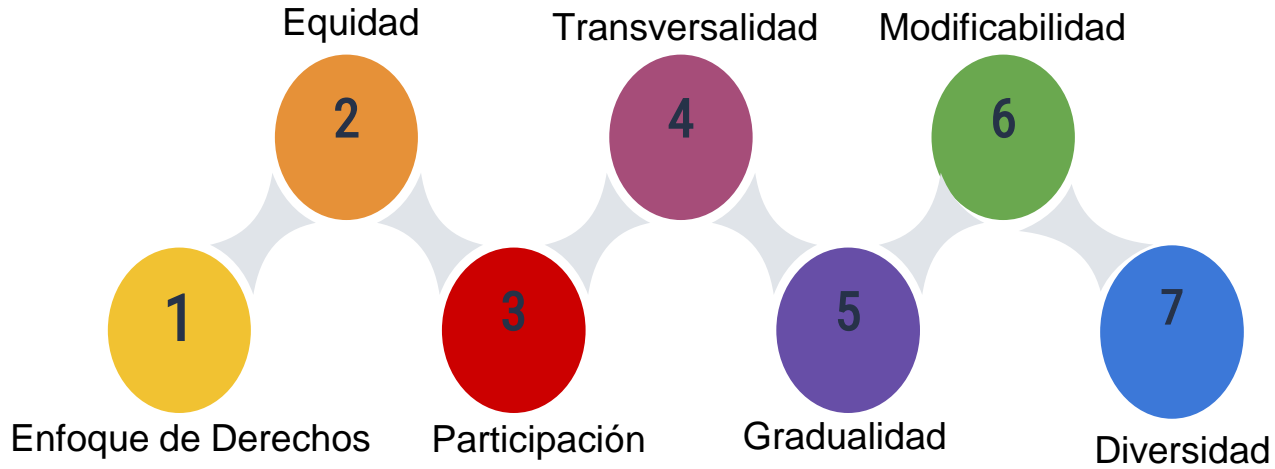 Equidad
Transversalidad
Modificabilidad
2
4
6
1
3
5
7
Enfoque de Derechos
Participación
Gradualidad
Diversidad